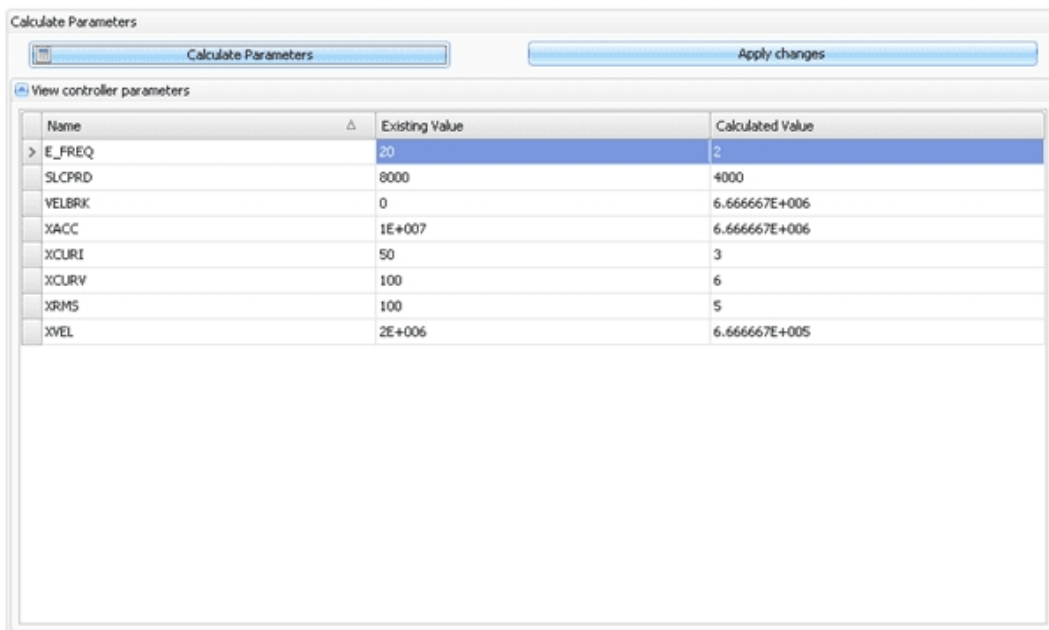 Calculate Parameters
Calculate Parameters Apply changes
View controller parameters
Name Existing Value Calculated Value
E_FREQ 20 2
SLCPRD 8000 4000
VELBRK 0 6.666667E+006
XACC 1E+007 6.666667E+006
XCURI 50 3
XCURV 100 6
XRMS 100 5
XVEL 2E+006 6.666667E+005